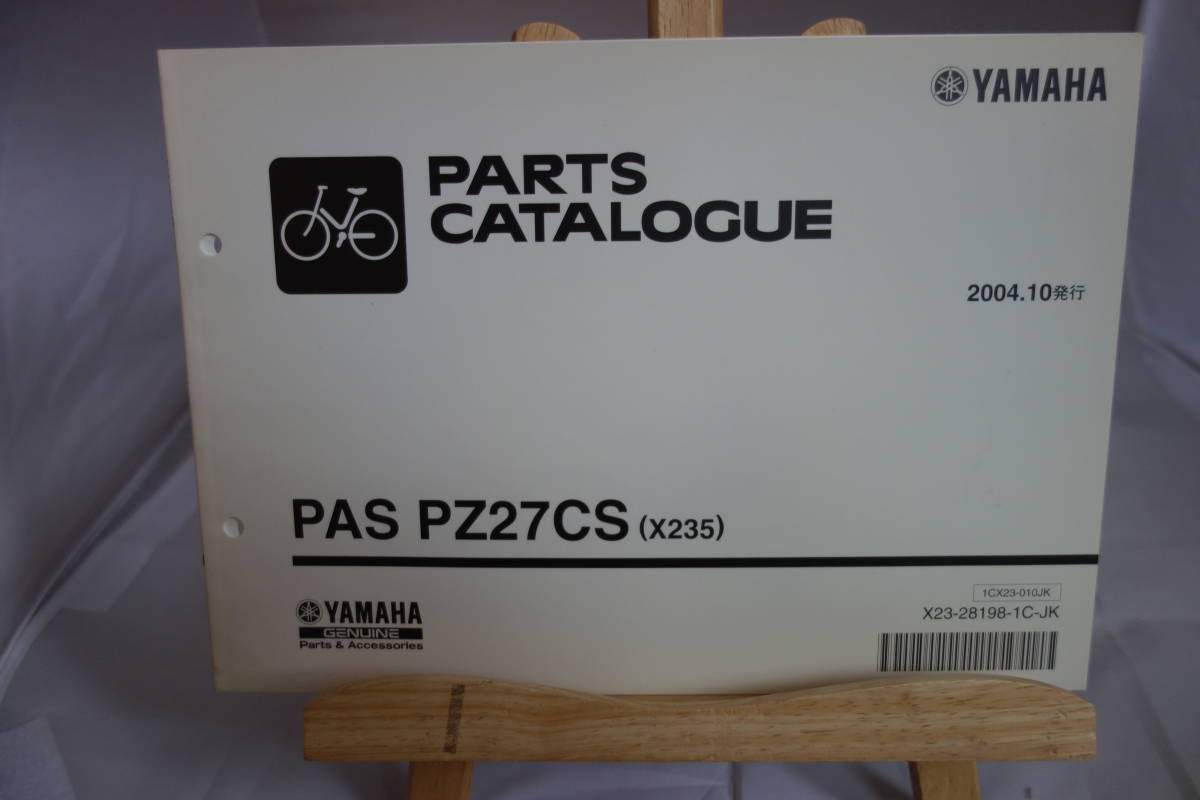 YAMAHA
PARTS
CATALOGUE
2004.10発行
PAS PZ27CS (X235)
YAMAHA
GENUINE
Parts & Accessories
1CX23-010JK
X23-28198-1C-JK